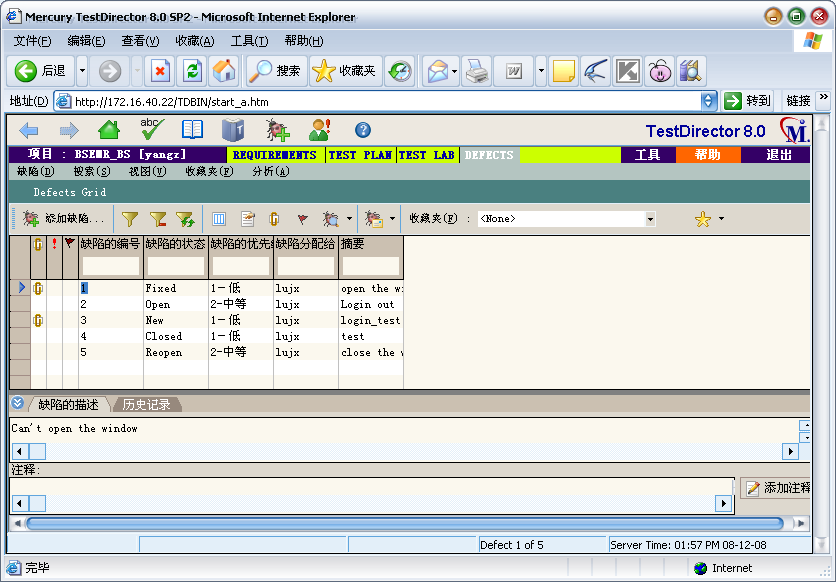 Mercury TestDirector 8.0 SP2 - Microsoft Internet Explorer
文件(F) 编辑(E) 查看(V) 收藏(A) 工具(T) 帮助(H)
后退 搜索 收藏夹 W
地址(D) http://172.16.40.22/TDBIN/start_a.htm 转到 链接 »
abc TestDirector 8.0 M.
项目 : BSEMR_BS [yangz] REQUIREMENTS TEST PLAN TEST LAB DEFECTS 工具 帮助 退出
缺陷(D) 搜索(S) 视图(V) 收藏夹(F) 分析(A)
Defects Grid
添加缺陷... 收藏夹(F) : <None>
! 缺陷的编号 缺陷的状态 缺陷的优先 缺陷分配给 摘要
1 Fixed 1-低 lujx open the wi
2 Open 2-中等 lujx Login out
3 New 1-低 lujx login_test
4 Closed 1-低 lujx test
5 Reopen 2-中等 lujx close the w
缺陷的描述 历史记录
Can't open the window
注释:
添加注释
Defect 1 of 5 Server Time: 01:57 PM 08-12-08
完毕 Internet